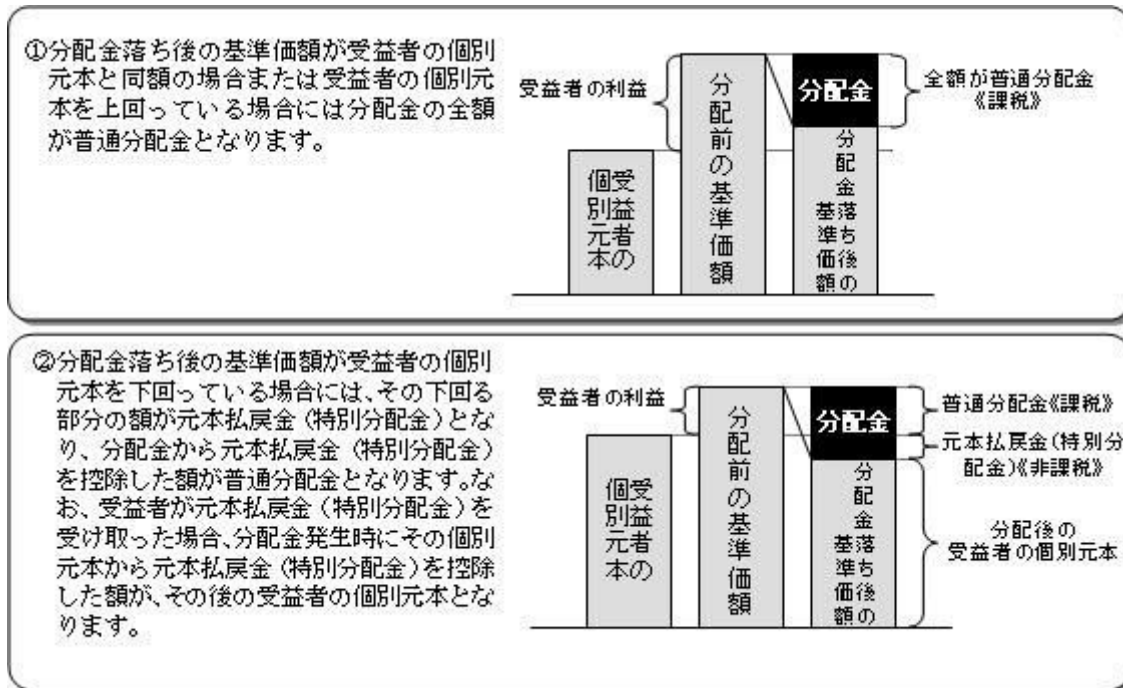 ①分配金落ち後の基準価額が受益者の個別
元本と同額の場合または受益者の個別元
本を上回っている場合には分配金の全額
が普通分配金となります。
受益者の利益
受益者の
個別元本
分配前の基準価額
分配金
分配金落ち後の
基準価額
全額が普通分配金
《課税》
②分配金落ち後の基準価額が受益者の個別
元本を下回っている場合には、その下回る
部分の額が元本払戻金（特別分配金）とな
り、分配金から元本払戻金（特別分配金）
を控除した額が普通分配金となります。な
お、受益者が元本払戻金（特別分配金）を
受け取った場合、分配金発生時にその個別
元本から元本払戻金（特別分配金）を控除
した額が、その後の受益者の個別元本とな
ります。
受益者の利益
受益者の
個別元本
分配前の基準価額
分配金
分配金落ち後の
基準価額
普通分配金《課税》
元本払戻金（特別分
配金）《非課税》
分配後の
受益者の個別元本